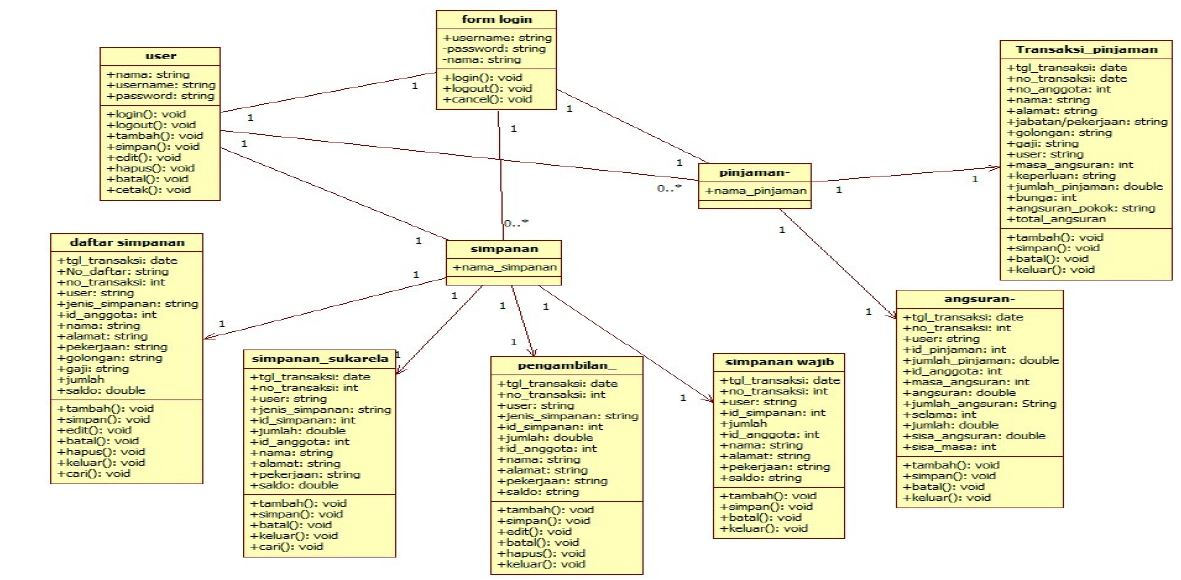 form login
+username: string
-password: string
-nama: string
+login(): void
+logout(): void
+cancel(): void
user
+nama: string
+username: string
+password: string
+login(): void
+logout(): void
+tambah(): void
+simpan(): void
+edit(): void
+hapus(): void
+batal(): void
+cetak(): void
Transaksi_pinjaman
+tgl_transaksi: date
+no_transaksi: date
+no_anggota: int
+nama: string
+alamat: string
+jabatan/pekerjaan: string
+golongan: string
+gaji: string
+user: string
+masa_angsuran: int
+keperluan: string
+jumlah_pinjaman: double
+bunga: int
+angsuran_pokok: string
+total_angsuran
+tambah(): void
+simpan(): void
+batal(): void
+keluar(): void
1
1
1
1
1
1
0..*
pinjaman-
+nama_pinjaman
1
1
1
1
0..*
1
simpanan
+nama_simpanan
1
1
1
1
1
1
1
1
1
daftar simpanan
+tgl_transaksi: date
+No_daftar: string
+no_transaksi: int
+user: string
+jenis_simpanan: string
+id_anggota: int
+nama: string
+alamat: string
+pekerjaan: string
+golongan: string
+gaji: string
+jumlah
+saldo: double
+tambah(): void
+simpan(): void
+edit(): void
+batal(): void
+hapus(): void
+keluar(): void
+cari(): void
simpanan_sukarela
+tgl_transaksi: date
+no_transaksi: int
+user: string
+jenis_simpanan: string
+id_simpanan: int
+jumlah: double
+id_anggota: int
+nama: string
+alamat: string
+pekerjaan: string
+saldo: double
+tambah(): void
+simpan(): void
+batal(): void
+keluar(): void
+cari(): void
pengambilan_
+tgl_transaksi: date
+no_transaksi: int
+user: string
+jenis_simpanan: string
+id_simpanan: int
+jumlah: double
+id_anggota: int
+nama: string
+alamat: string
+pekerjaan: string
+saldo: string
+tambah(): void
+simpan(): void
+edit(): void
+batal(): void
+hapus(): void
+keluar(): void
simpanan wajib
+tgl_transaksi: date
+no_transaksi: int
+user: string
+id_simpanan: int
+jumlah
+id_anggota: int
+nama: string
+alamat: string
+pekerjaan: string
+saldo: string
+tambah(): void
+simpan(): void
+batal(): void
+keluar(): void
angsuran-
+tgl_transaksi: date
+no_transaksi: int
+user: string
+id_pinjaman: int
+jumlah_pinjaman: double
+id_anggota: int
+masa_angsuran: int
+angsuran: double
+jumlah_angsuran: String
+selama: int
+jumlah: double
+sisa_angsuran: double
+sisa_masa: int
+tambah(): void
+simpan(): void
+batal(): void
+keluar(): void